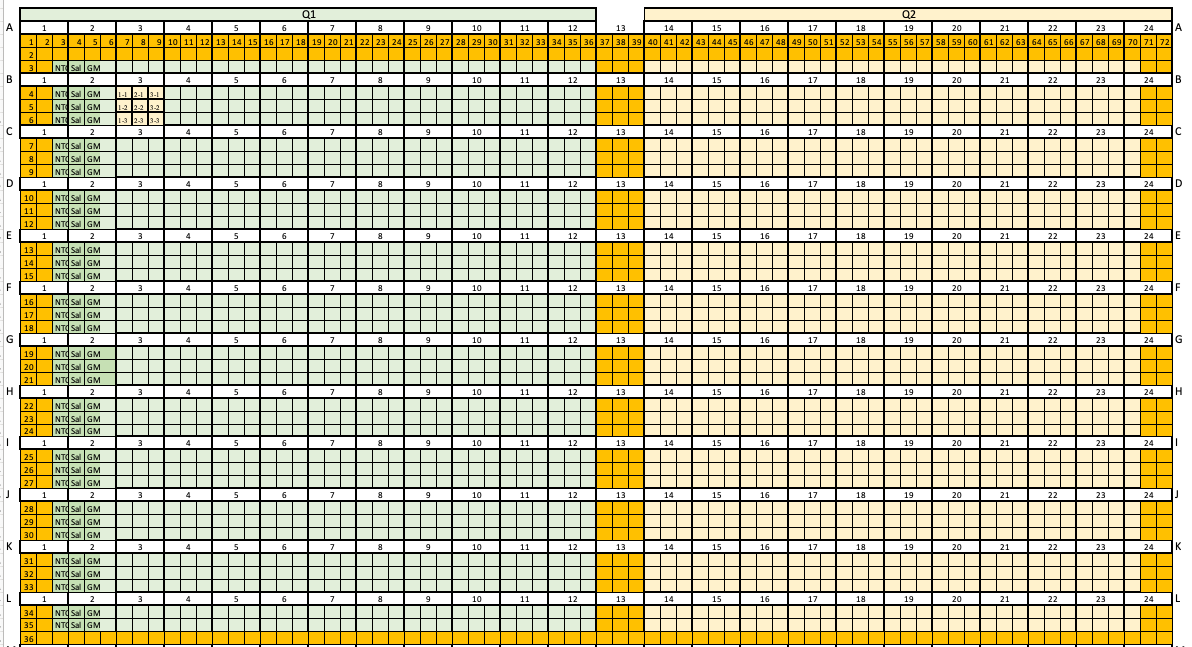 Q1 Q2
A 1 2 3 4 5 6 7 8 9 10 11 12 13 14 15 16 17 18 19 20 21 22 23 24 A
1 2 3 4 5 6 7 8 9 10 11 12 13 14 15 16 17 18 19 20 21 22 23 24 25 26 27 28 29 30 31 32 33 34 35 36 37 38 39 40 41 42 43 44 45 46 47 48 49 50 51 52 53 54 55 56 57 58 59 60 61 62 63 64 65 66 67 68 69 70 71 72
2
3 NTC Sal GM
B 1 2 3 4 5 6 7 8 9 10 11 12 13 14 15 16 17 18 19 20 21 22 23 24 B
4 NTC Sal GM 1-1 2-1 3-1
5 NTC Sal GM 1-2 2-2 3-2
6 NTC Sal GM 1-3 2-3 3-3
C 1 2 3 4 5 6 7 8 9 10 11 12 13 14 15 16 17 18 19 20 21 22 23 24 C
7 NTC Sal GM
8 NTC Sal GM
9 NTC Sal GM
D 1 2 3 4 5 6 7 8 9 10 11 12 13 14 15 16 17 18 19 20 21 22 23 24 D
10 NTC Sal GM
11 NTC Sal GM
12 NTC Sal GM
E 1 2 3 4 5 6 7 8 9 10 11 12 13 14 15 16 17 18 19 20 21 22 23 24 E
13 NTC Sal GM
14 NTC Sal GM
15 NTC Sal GM
F 1 2 3 4 5 6 7 8 9 10 11 12 13 14 15 16 17 18 19 20 21 22 23 24 F
16 NTC Sal GM
17 NTC Sal GM
18 NTC Sal GM
G 1 2 3 4 5 6 7 8 9 10 11 12 13 14 15 16 17 18 19 20 21 22 23 24 G
19 NTC Sal GM
20 NTC Sal GM
21 NTC Sal GM
H 1 2 3 4 5 6 7 8 9 10 11 12 13 14 15 16 17 18 19 20 21 22 23 24 H
22 NTC Sal GM
23 NTC Sal GM
24 NTC Sal GM
I 1 2 3 4 5 6 7 8 9 10 11 12 13 14 15 16 17 18 19 20 21 22 23 24 I
25 NTC Sal GM
26 NTC Sal GM
27 NTC Sal GM
J 1 2 3 4 5 6 7 8 9 10 11 12 13 14 15 16 17 18 19 20 21 22 23 24 J
28 NTC Sal GM
29 NTC Sal GM
30 NTC Sal GM
K 1 2 3 4 5 6 7 8 9 10 11 12 13 14 15 16 17 18 19 20 21 22 23 24 K
31 NTC Sal GM
32 NTC Sal GM
33 NTC Sal GM
L 1 2 3 4 5 6 7 8 9 10 11 12 13 14 15 16 17 18 19 20 21 22 23 24 L
34 NTC Sal GM
35 NTC Sal GM
36